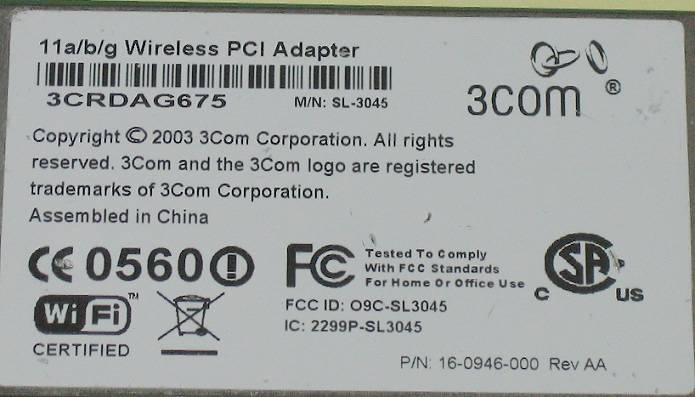 11a/b/g Wireless PCI Adapter
3CRDAG675 M/N: SL-3045
3COM ®
Copyright © 2003 3Com Corporation. All rights
reserved. 3Com and the 3Com logo are registered
trademarks of 3Com Corporation.
Assembled in China
CE 0560 !
FC Tested To Comply
With FCC Standards
For Home Or Office Use
FCC ID: O9C-SL3045
IC: 2299P-SL3045
C SA US
Wi Fi ™
CERTIFIED
P/N: 16-0946-000 Rev AA